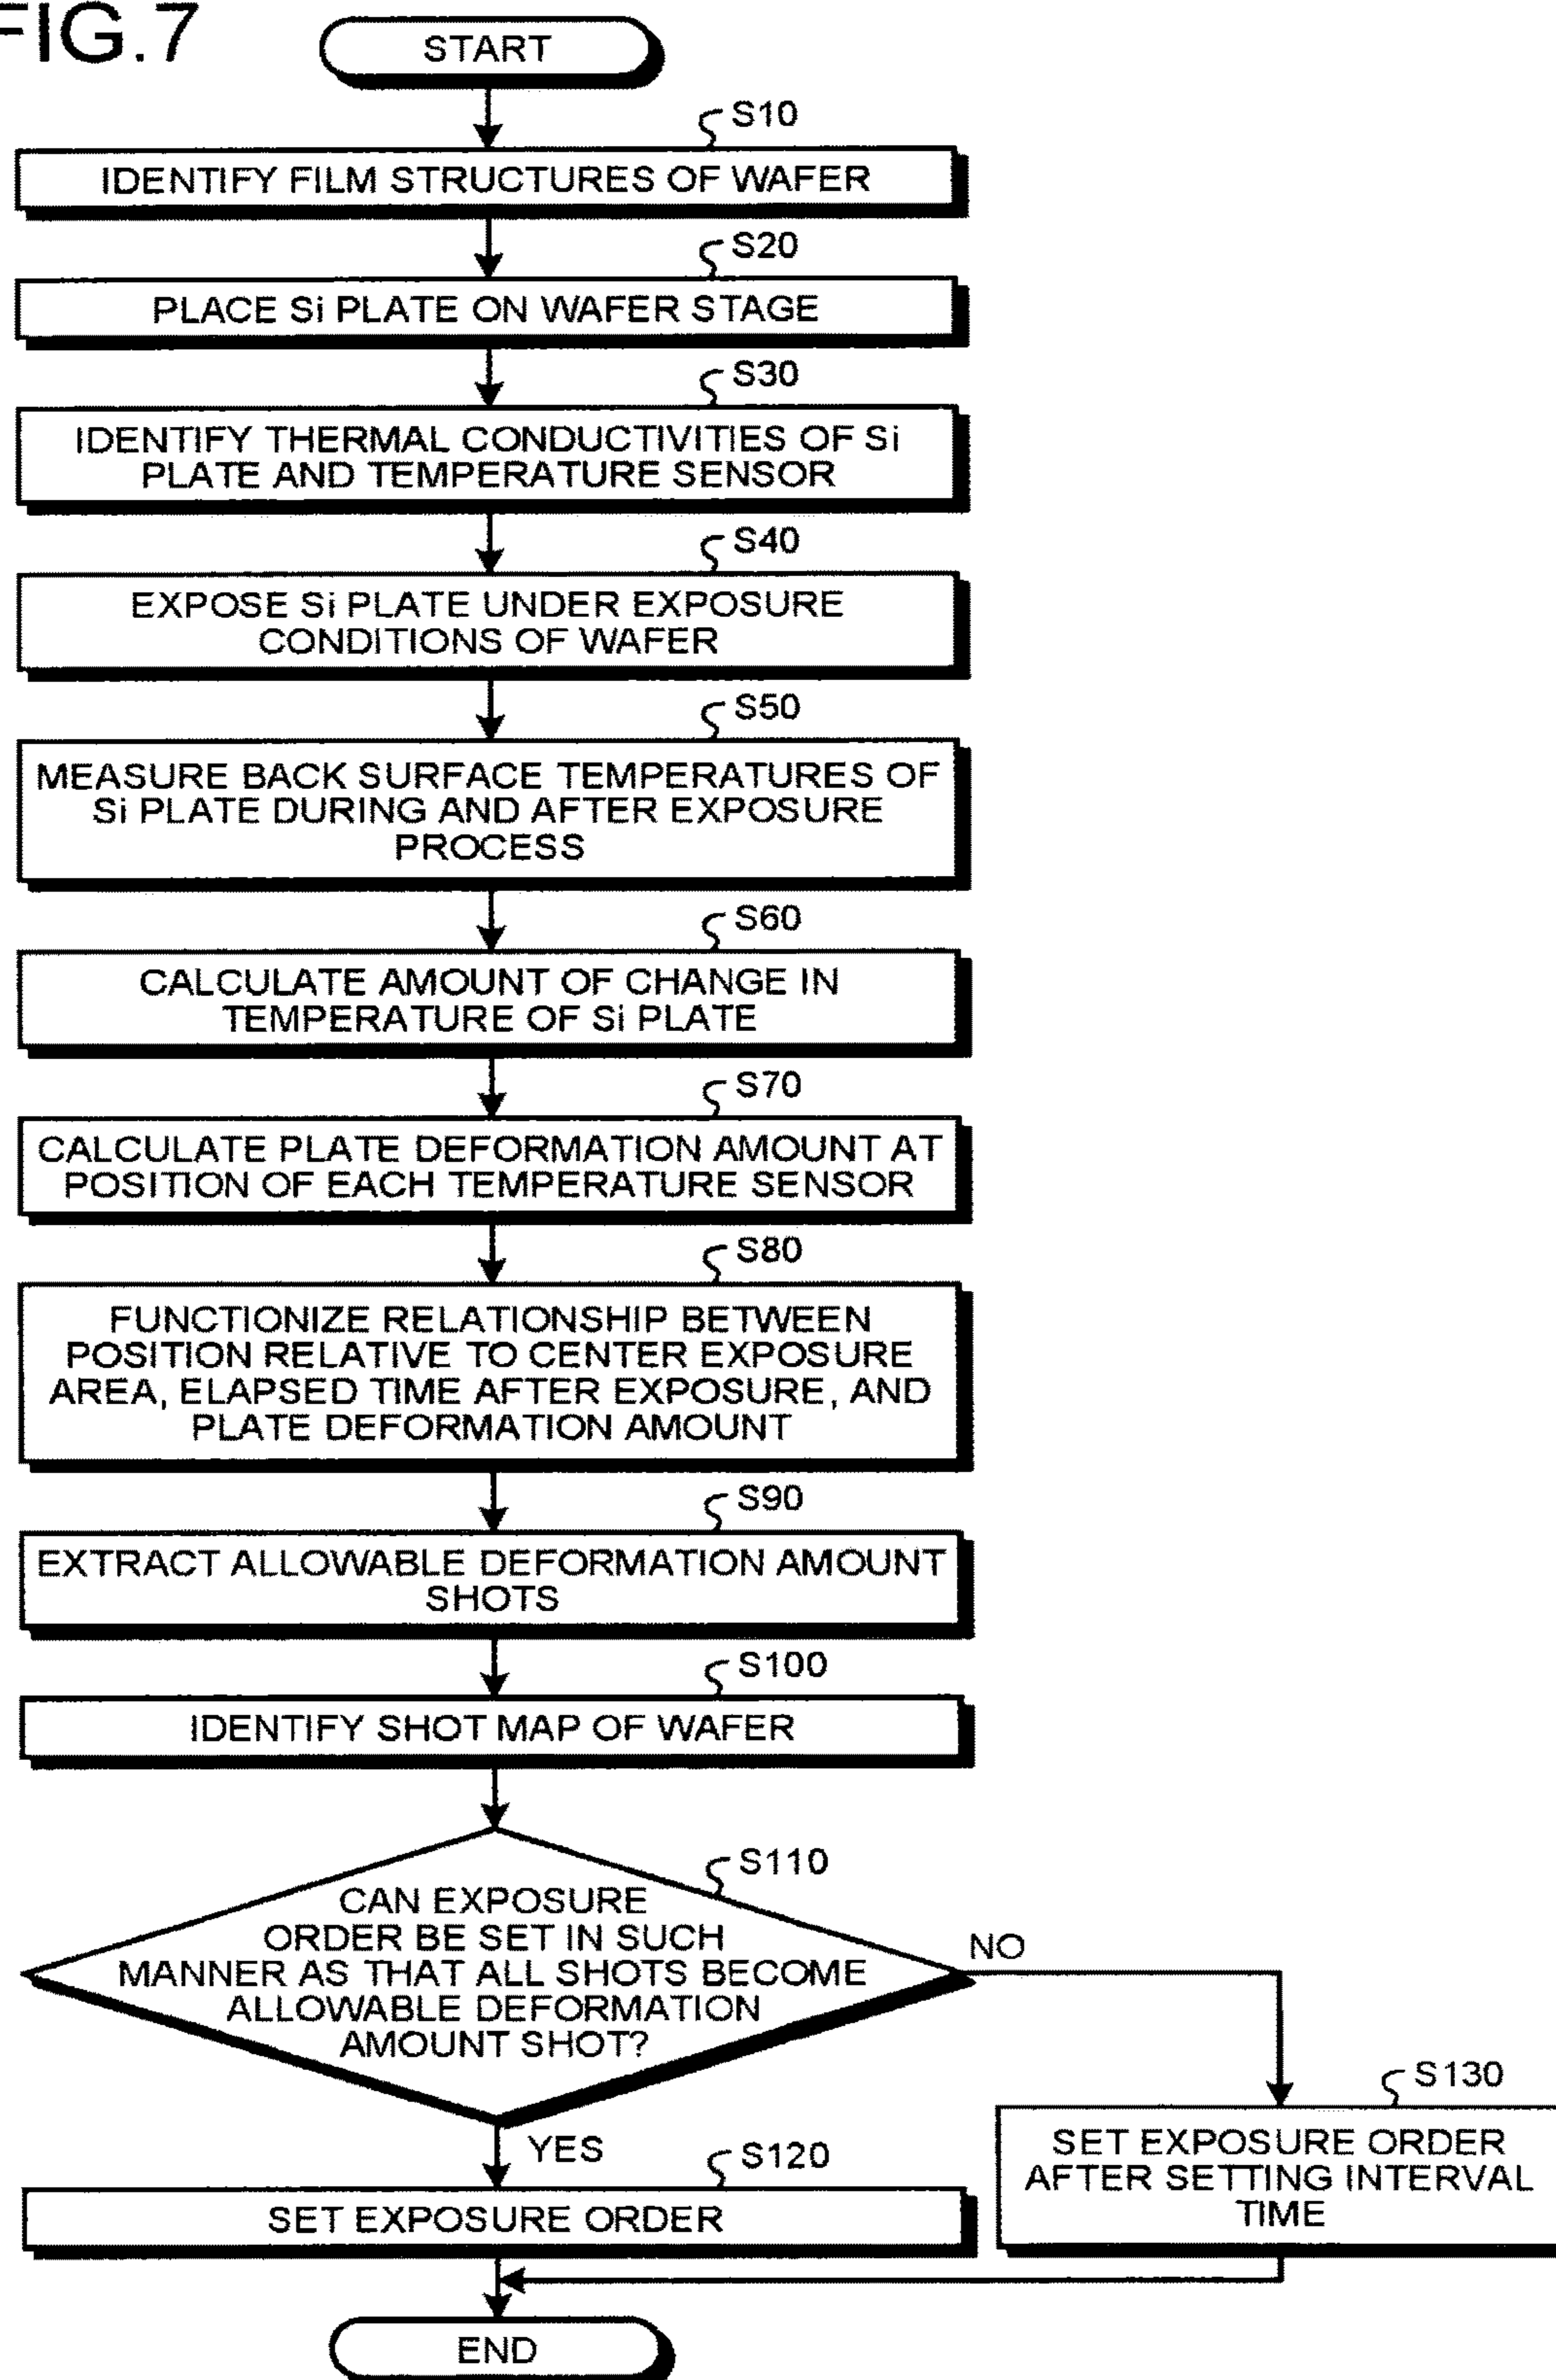 FIG.7
START
S10
IDENTIFY FILM STRUCTURES OF WAFER
S20
PLACE Si PLATE ON WAFER STAGE
S30
IDENTIFY THERMAL CONDUCTIVITIES OF Si
PLATE AND TEMPERATURE SENSOR
S40
EXPOSE Si PLATE UNDER EXPOSURE
CONDITIONS OF WAFER
S50
MEASURE BACK SURFACE TEMPERATURES OF
Si PLATE DURING AND AFTER EXPOSURE
PROCESS
S60
CALCULATE AMOUNT OF CHANGE IN
TEMPERATURE OF Si PLATE
S70
CALCULATE PLATE DEFORMATION AMOUNT AT
POSITION OF EACH TEMPERATURE SENSOR
S80
FUNCTIONIZE RELATIONSHIP BETWEEN
POSITION RELATIVE TO CENTER EXPOSURE
AREA, ELAPSED TIME AFTER EXPOSURE, AND
PLATE DEFORMATION AMOUNT
S90
EXTRACT ALLOWABLE DEFORMATION AMOUNT
SHOTS
S100
IDENTIFY SHOT MAP OF WAFER
S110
CAN EXPOSURE
ORDER BE SET IN SUCH
MANNER AS THAT ALL SHOTS BECOME
ALLOWABLE DEFORMATION
AMOUNT SHOT?
NO
YES
S120
SET EXPOSURE ORDER
S130
SET EXPOSURE ORDER
AFTER SETTING INTERVAL
TIME
END